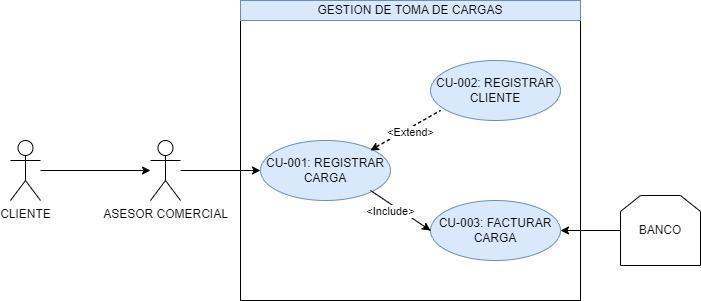 GESTION DE TOMA DE CARGAS
CU-002: REGISTRAR
CLIENTE
<Extend>
CU-001: REGISTRAR
CARGA
CLIENTE
ASESOR COMERCIAL
<Include>
CU-003: FACTURAR
CARGA
BANCO